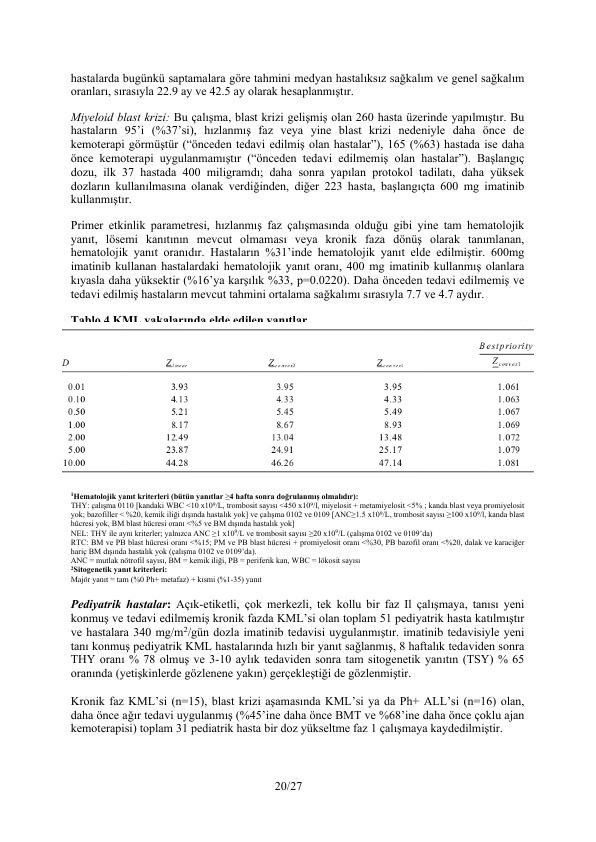 hastalarda bugünkü saptamalara göre tahmini medyan hastalıksız sağkalım ve genel sağkalım
oranları, sırasıyla 22.9 ay ve 42.5 ay olarak hesaplanmıştır.
Miyeloid blast krizi: Bu çalışma, blast krizi gelişmiş olan 260 hasta üzerinde yapılmıştır. Bu
hastaların 95’i (%37’si), hızlanmış faz veya yine blast krizi nedeniyle daha önce de
kemoterapi görmüştür (“önceden tedavi edilmiş olan hastalar”), 165 (%63) hastada ise daha
önce kemoterapi uygulanmamıştır (“önceden tedavi edilmemiş olan hastalar”). Başlangıç
dozu, ilk 37 hastada 400 miligramdı; daha sonra yapılan protokol tadilatı, daha yüksek
dozların kullanılmasına olanak verdiğinden, diğer 223 hasta, başlangıçta 600 mg imatinib
kullanmıştır.
Primer etkinlik parametresi, hızlanmış faz çalışmasında olduğu gibi yine tam hematolojik
yanıt, lösemi kanıtının mevcut olmaması veya kronik faza dönüş olarak tanımlanan,
hematolojik yanıt oranıdır. Hastaların %31’inde hematolojik yanıt elde edilmiştir. 600mg
imatinib kullanan hastalardaki hematolojik yanıt oranı, 400 mg imatinib kullanmış olanlara
kıyasla daha yüksektir (%16’ya karşılık %33, p=0.0220). Daha önceden tedavi edilmemiş ve
tedavi edilmiş hastaların mevcut tahmini ortalama sağkalımı sırasıyla 7.7 ve 4.7 aydır.
Tablo 4 KML vakalarında elde edilen yanıtlar
Bestpriority
D Zlinear Zconvex2 Zconvex1 Zconvex1
0.01 3.93 3.95 3.95 1.061
0.10 4.13 4.33 4.33 1.063
0.50 5.21 5.45 5.49 1.067
1.00 8.17 8.67 8.93 1.069
2.00 12.49 13.04 13.48 1.072
5.00 23.87 24.91 25.17 1.079
10.00 44.28 46.26 47.14 1.081
¹Hematolojik yanıt kriterleri (bütün yanıtlar ≥4 hafta sonra doğrulanmış olmalıdır):
THY: çalışma 0110 [kandaki WBC <10 x10⁹/L, trombosit sayısı <450 x10⁹/l, miyelosit + metamiyelosit <%5 ; kanda blast veya promiyelosit
yok; bazofiller < %20, kemik iliği dışında hastalık yok] ve çalışma 0102 ve 0109 [ANC≥1.5 x10⁹/L, trombosit sayısı ≥100 x10⁹/l, kanda blast
hücresi yok, BM blast hücresi oranı <%5 ve BM dışında hastalık yok]
NEL: THY ile aynı kriterler; yalnızca ANC ≥1 x10⁹/L ve trombosit sayısı ≥20 x10⁹/L (çalışma 0102 ve 0109’da)
RTC: BM ve PB blast hücresi oranı <%15; PM ve PB blast hücresi + promiyelosit oranı <%30, PB bazofil oranı <%20, dalak ve karaciğer
hariç BM dışında hastalık yok (çalışma 0102 ve 0109’da).
ANC = mutlak nötrofil sayısı, BM = kemik iliği, PB = periferik kan, WBC = lökosit sayısı
²Sitogenetik yanıt kriterleri:
Majör yanıt = tam (%0 Ph+ metafaz) + kısmi (%1-35) yanıt
Pediyatrik hastalar: Açık-etiketli, çok merkezli, tek kollu bir faz II çalışmaya, tanısı yeni
konmuş ve tedavi edilmemiş kronik fazda KML’si olan toplam 51 pediyatrik hasta katılmıştır
ve hastalara 340 mg/m²/gün dozla imatinib tedavisi uygulanmıştır. imatinib tedavisiyle yeni
tanı konmuş pediyatrik KML hastalarında hızlı bir yanıt sağlanmış, 8 haftalık tedaviden sonra
THY oranı % 78 olmuş ve 3-10 aylık tedaviden sonra tam sitogenetik yanıtın (TSY) % 65
oranında (yetişkinlerde gözlenene yakın) gerçekleştiği de gözlenmiştir.
Kronik faz KML’si (n=15), blast krizi aşamasında KML’si ya da Ph+ ALL’si (n=16) olan,
daha önce ağır tedavi uygulanmış (%45’ine daha önce BMT ve %68’ine daha önce çoklu ajan
kemoterapisi) toplam 31 pediatrik hasta bir doz yükseltme faz 1 çalışmaya kaydedilmiştir.
20/27